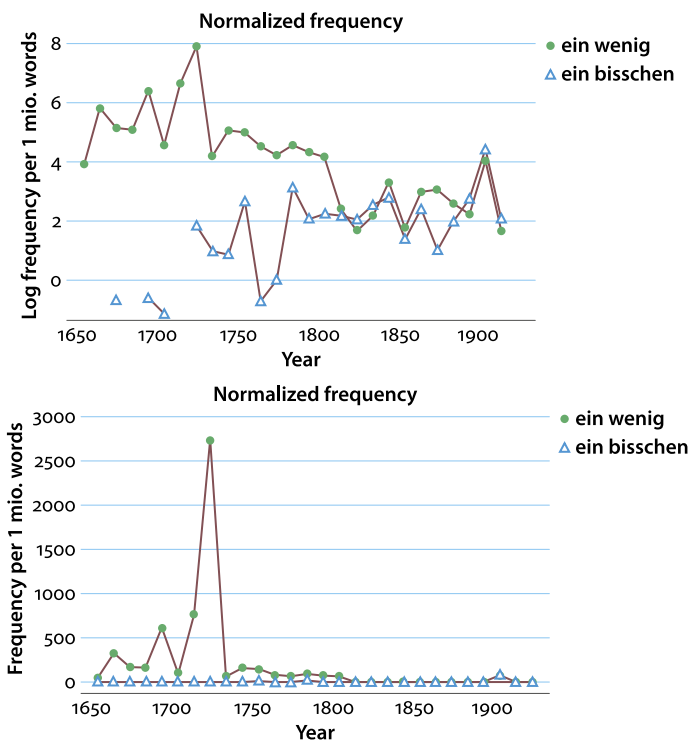 Normalized frequency
Log frequency per 1 mio. words
8
6
4
2
0
1650 1700 1750 1800 1850 1900
Year
ein wenig
ein bisschen
Normalized frequency
Frequency per 1 mio. words
3000
2500
2000
1500
1000
500
0
1650 1700 1750 1800 1850 1900
Year
ein wenig
ein bisschen